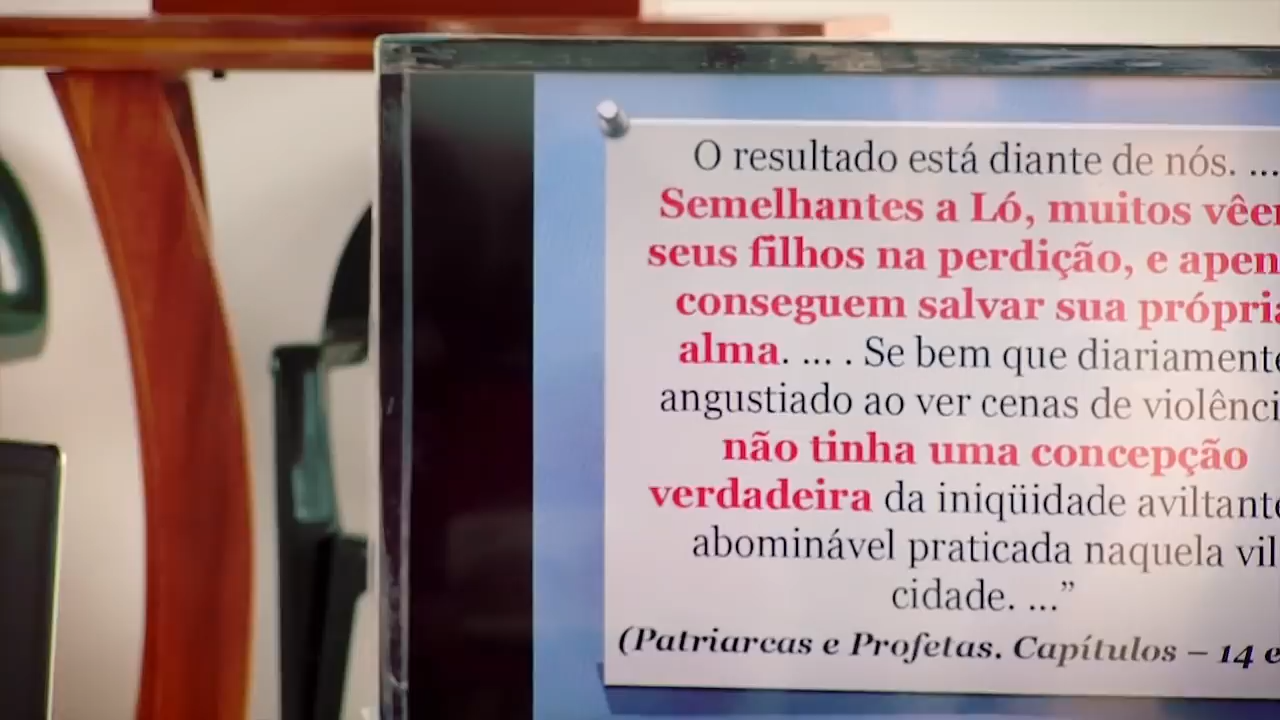 O resultado está diante de nós. ...
Semelhantes a Ló, muitos
seus filhos na perdição, e
conseguem salvar sua
alma. ... . Se bem que
angustiado ao ver cenas de
não tinha uma concepção
verdadeira da iniqüidade
abominável praticada naquela
cidade. ...”
(Patriarcas e Profetas. Capítulos – 14 e